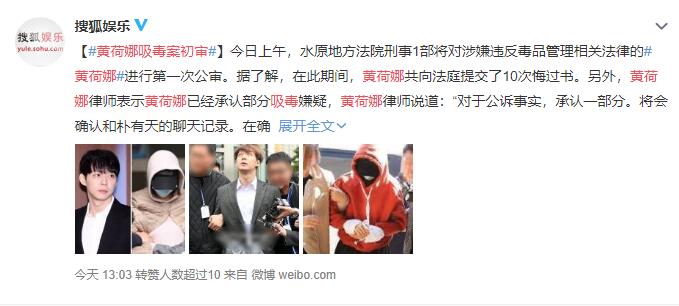 搜狐娱乐
搜狐娱乐
yule.sohu.com
【#黄荷娜吸毒案初审#】今日上午，水原地方法院刑事1部将对涉嫌违反毒品管理相关法律的#
黄荷娜#进行第一次公审。据了解，在此期间，黄荷娜共向法庭提交了10次悔过书。另外，黄荷
娜律师表示黄荷娜已经承认部分吸毒嫌疑，黄荷娜律师说道：“对于公诉事实，承认一部分。将会
确认和朴有天的聊天记录。在确 展开全文
今天 13:03 转赞人数超过10 来自 微博 weibo.com